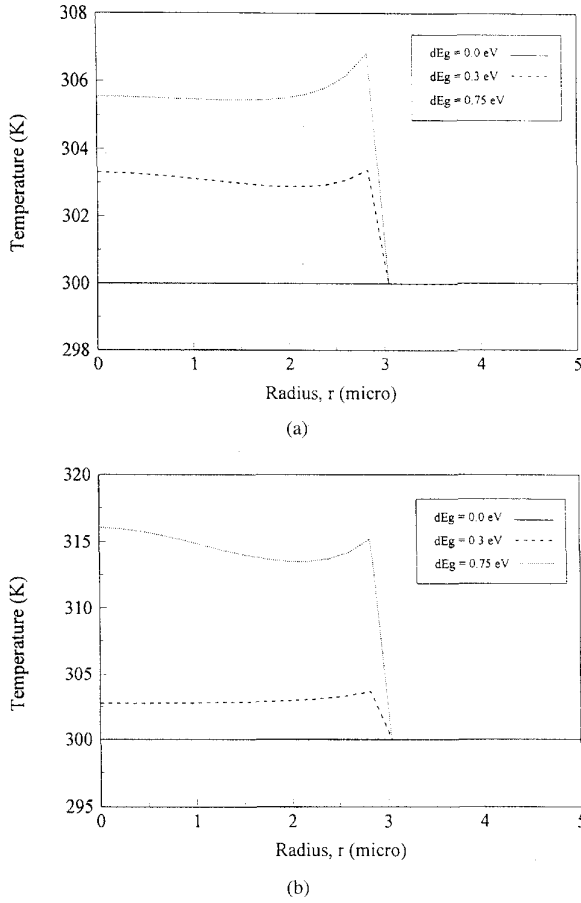 308
306
304
302
300
298
Temperature (K)
dEg = 0.0 eV
dEg = 0.3 eV
dEg = 0.75 eV
0 1 2 3 4 5
Radius, r (micro)
(a)
320
315
310
305
300
295
Temperature (K)
dEg = 0.0 eV
dEg = 0.3 eV
dEg = 0.75 eV
0 1 2 3 4 5
Radius, r (micro)
(b)